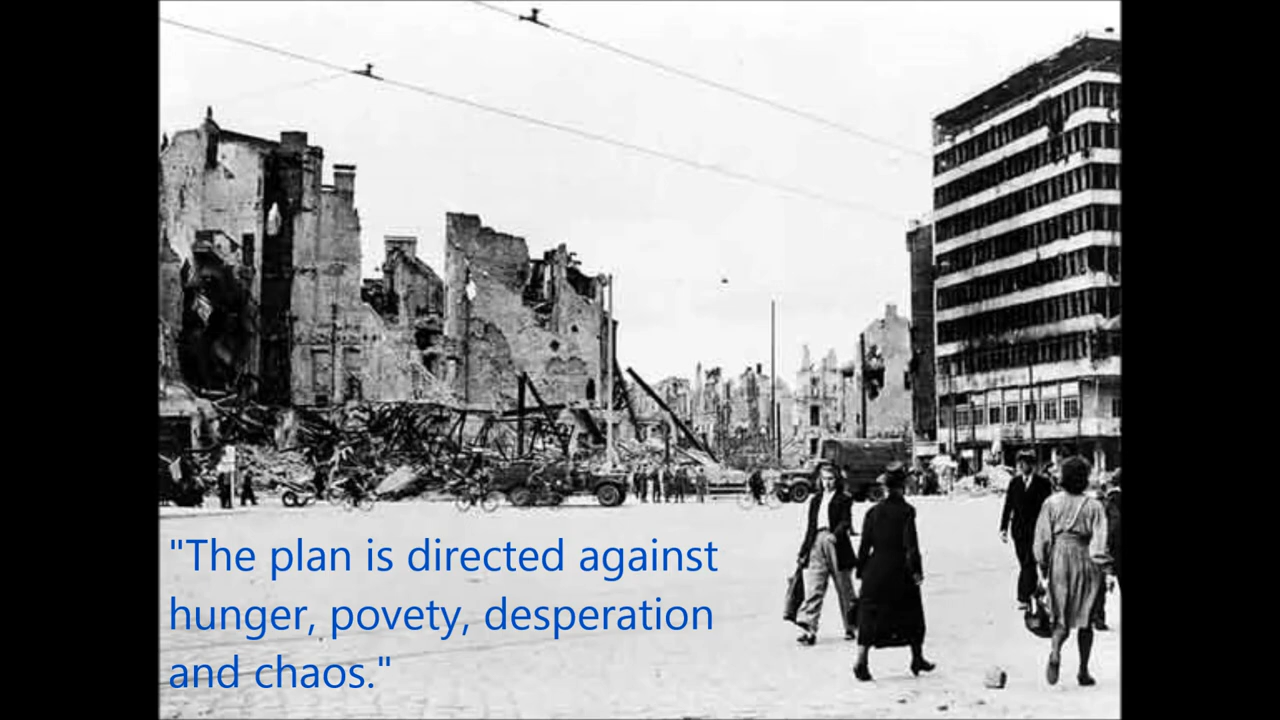 "The plan is directed against
hunger, povety, desperation
and chaos."